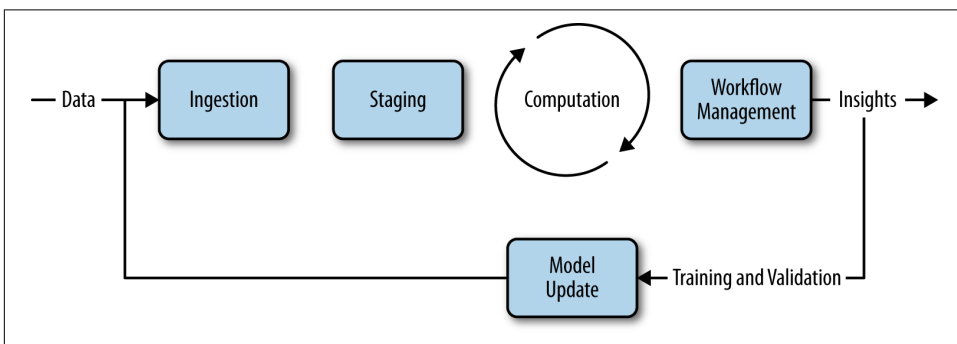 Data
Ingestion
Staging
Computation
Workflow
Management
Insights
Model
Update
Training and Validation